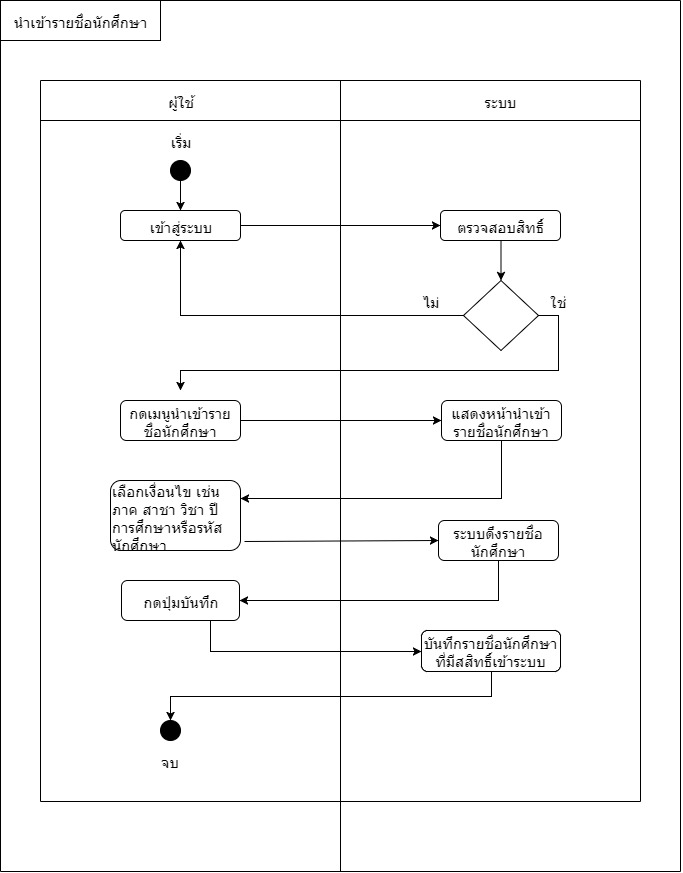 นำเข้ารายชื่อนักศึกษา
ผู้ใช้
ระบบ
เริ่ม
เข้าสู่ระบบ
ตรวจสอบสิทธิ์
ไม่
ใช่
กดเมนูนำเข้าราย
ชื่อนักศึกษา
แสดงหน้านำเข้า
รายชื่อนักศึกษา
เลือกเงื่อนไข เช่น
ภาค สาชา วิชา ปี
การศึกษาหรือรหัส
นักศึกษา
ระบบดึงรายชื่อ
นักศึกษา
กดปุ่มบันทึก
บันทึกรายชื่อนักศึกษา
ที่มีสสิทธิ์เข้าระบบ
จบ